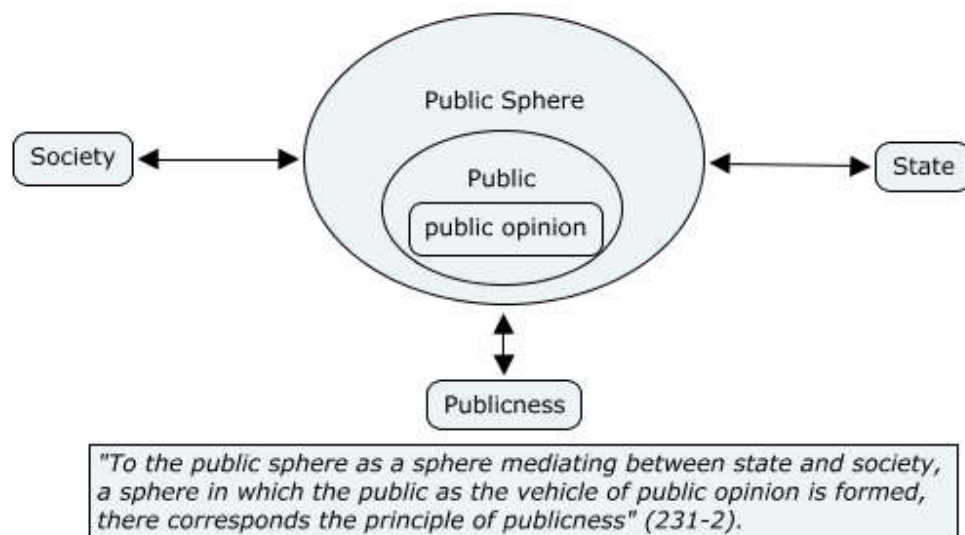 Public Sphere
Society
State
Public
public opinion
Publicness
"To the public sphere as a sphere mediating between state and society,
a sphere in which the public as the vehicle of public opinion is formed,
there corresponds the principle of publicness" (231-2).